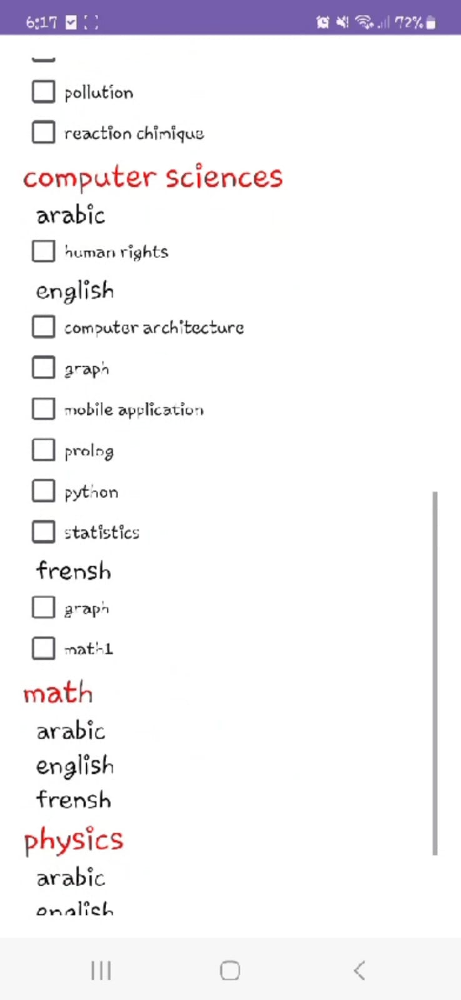 6:17 72%
pollution
reaction chimique
computer sciences
arabic
human rights
english
computer architecture
graph
mobile application
prolog
python
statistics
frensh
graph
math1
math
arabic
english
frensh
physics
arabic
english